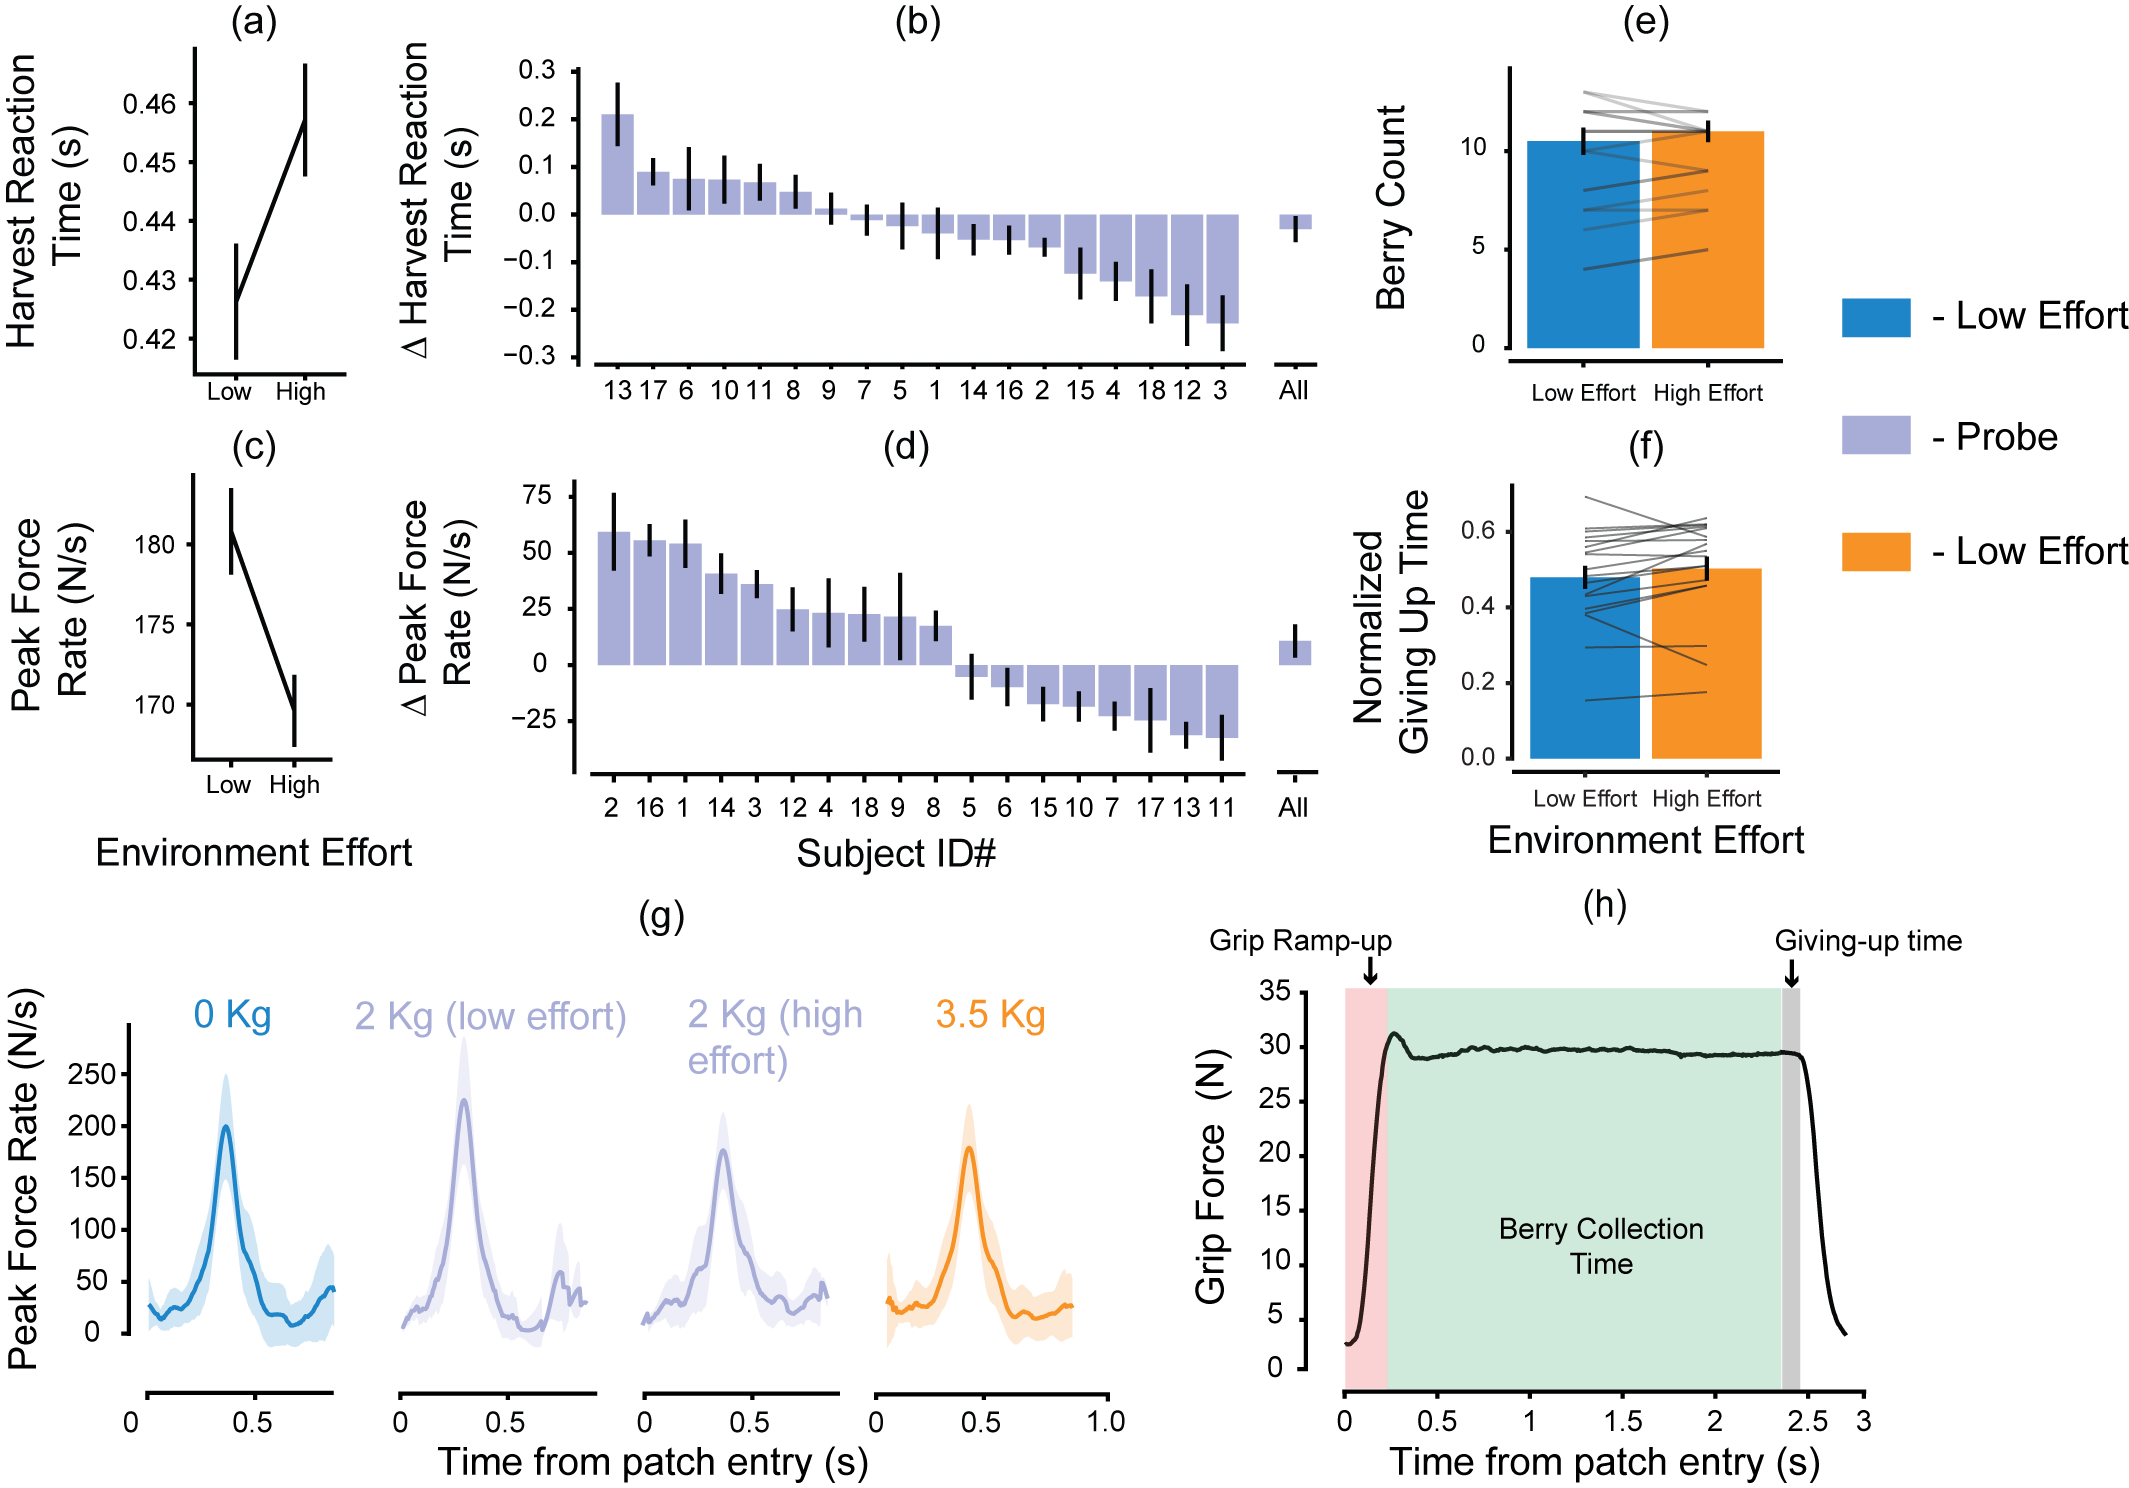 (a)
Harvest Reaction
Time (s)
0.46
0.45
0.44
0.43
0.42
Low High
(b)
Δ Harvest Reaction
Time (s)
0.3
0.2
0.1
0.0
−0.1
−0.2
−0.3
13 17 6 10 11 8 9 7 5 1 14 16 2 15 4 18 12 3 All
(e)
Berry Count
10
5
0
Low Effort High Effort
- Low Effort
- Probe
- Low Effort
(c)
Peak Force
Rate (N/s)
180
175
170
Low High
Environment Effort
(d)
Δ Peak Force
Rate (N/s)
75
50
25
0
−25
2 16 1 14 3 12 4 18 9 8 5 6 15 10 7 17 13 11 All
Subject ID#
(f)
Normalized
Giving Up Time
0.6
0.4
0.2
0.0
Low Effort High Effort
Environment Effort
(g)
Peak Force Rate (N/s)
250
200
150
100
50
0
0 Kg
2 Kg (low effort)
2 Kg (high
effort)
3.5 Kg
0 0.5 0 0.5 0 0.5 0 0.5 1.0
Time from patch entry (s)
(h)
Grip Ramp-up
Giving-up time
Grip Force (N)
35
30
25
20
15
10
5
0
Berry Collection
Time
0 0.5 1 1.5 2 2.5 3
Time from patch entry (s)